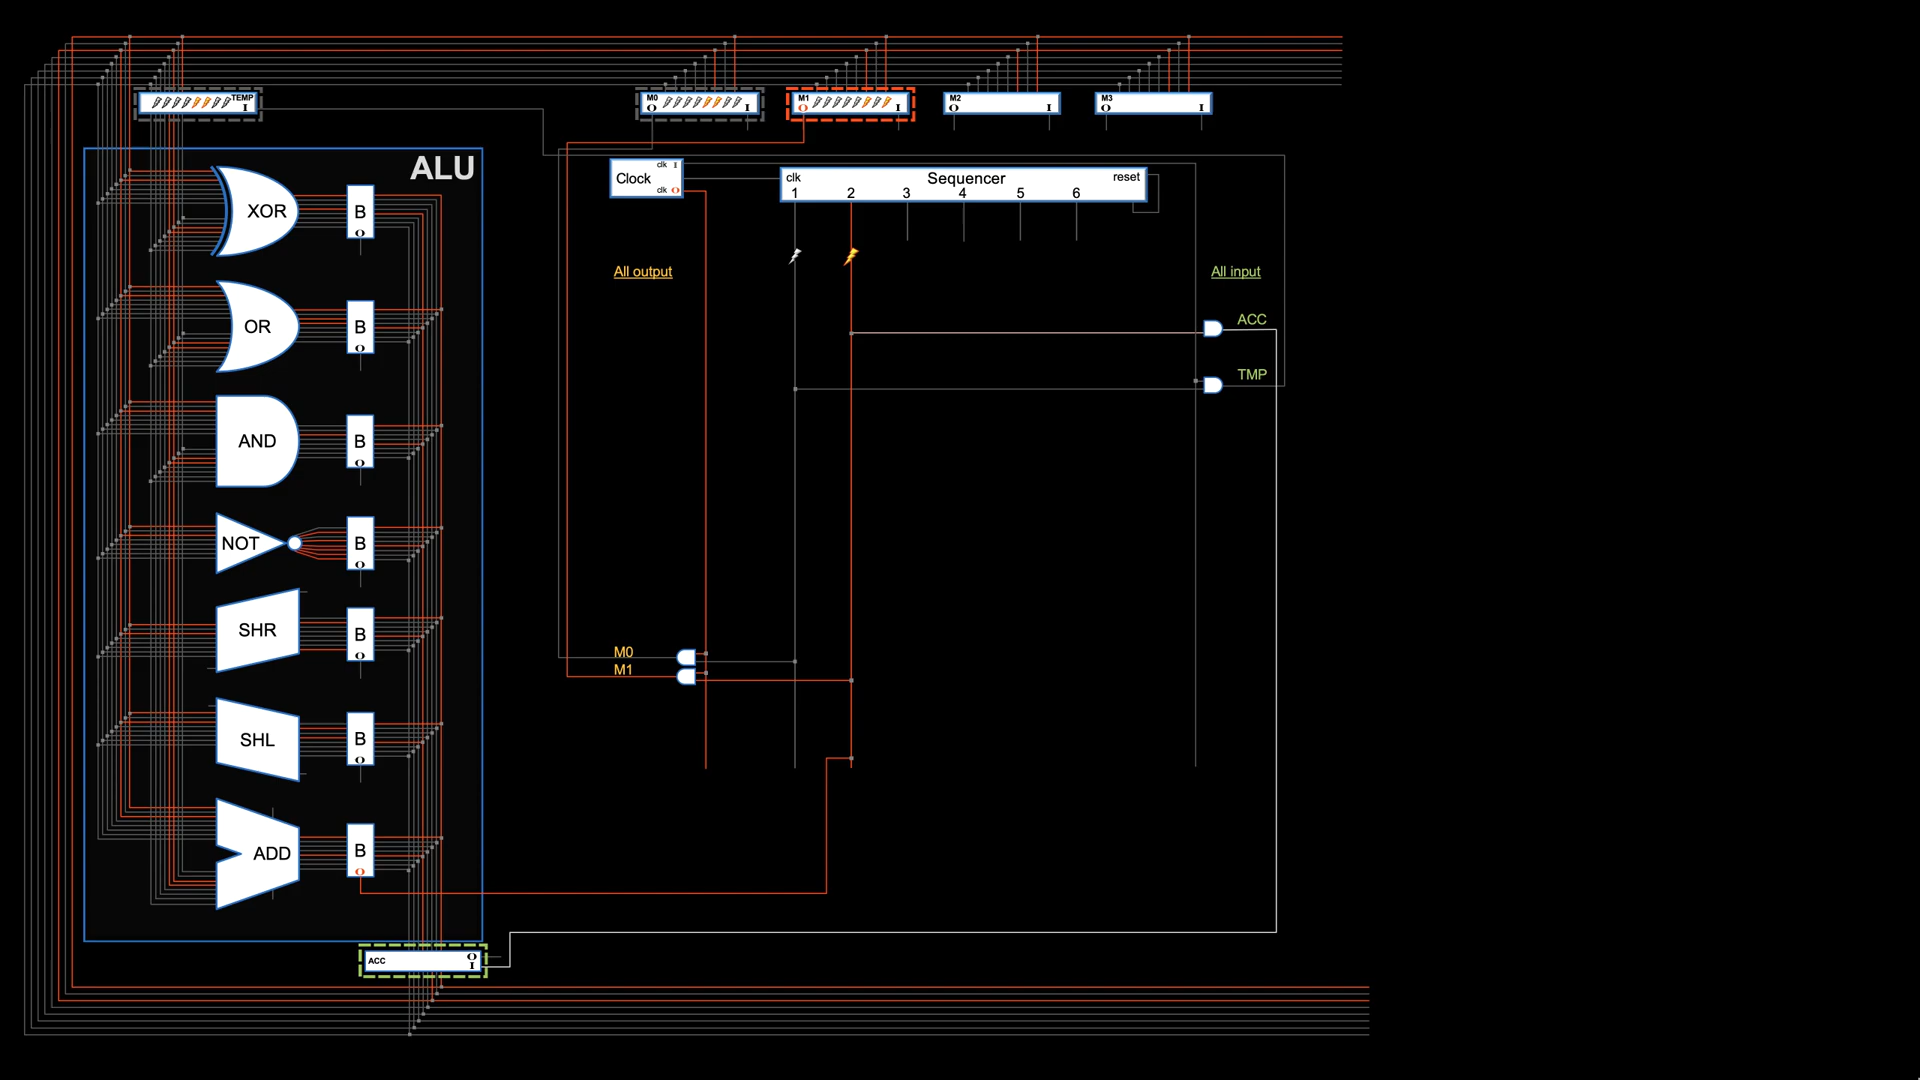 TEMP
I
M0
O I
M1
O I
M2
O I
M3
O I
ALU
Clock
clk I
clk O
clk Sequencer reset
1 2 3 4 5 6
XOR
B
O
All output
All input
OR
B
O
ACC
TMP
AND
B
O
NOT
B
O
SHR
B
O
M0
M1
SHL
B
O
ADD
B
O
ACC
O
I